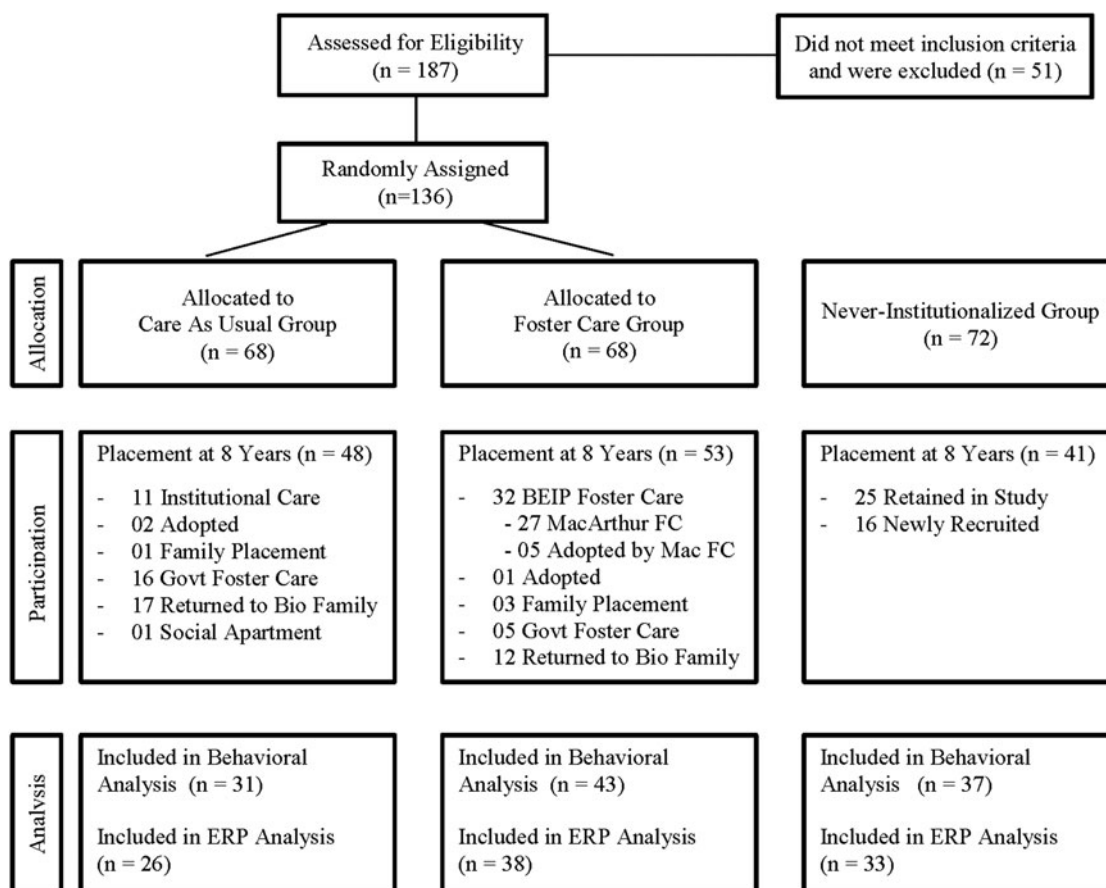 Assessed for Eligibility
(n = 187)
Did not meet inclusion criteria
and were excluded (n = 51)
Randomly Assigned
(n=136)
Allocation
Allocated to
Care As Usual Group
(n = 68)
Allocated to
Foster Care Group
(n = 68)
Never-Institutionalized Group
(n = 72)
Participation
Placement at 8 Years (n = 48)
- 11 Institutional Care
- 02 Adopted
- 01 Family Placement
- 16 Govt Foster Care
- 17 Returned to Bio Family
- 01 Social Apartment
Placement at 8 Years (n = 53)
- 32 BEIP Foster Care
- 27 MacArthur FC
- 05 Adopted by Mac FC
- 01 Adopted
- 03 Family Placement
- 05 Govt Foster Care
- 12 Returned to Bio Family
Placement at 8 Years (n = 41)
- 25 Retained in Study
- 16 Newly Recruited
Analysis
Included in Behavioral
Analysis (n = 31)
Included in ERP Analysis
(n = 26)
Included in Behavioral
Analysis (n = 43)
Included in ERP Analysis
(n = 38)
Included in Behavioral
Analysis (n = 37)
Included in ERP Analysis
(n = 33)